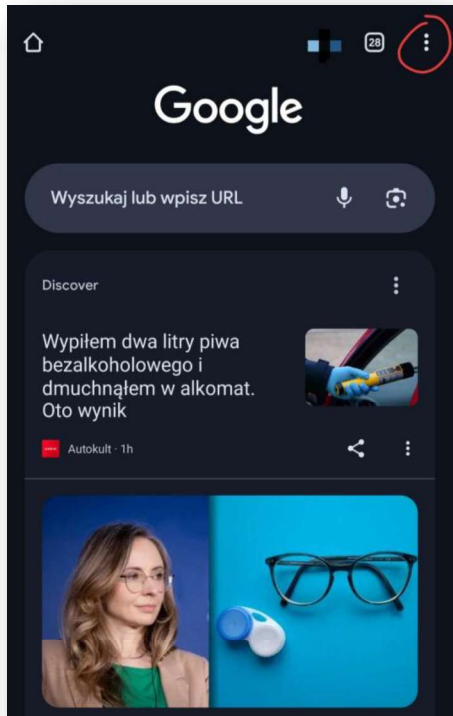 28
Google
Wyszukaj lub wpisz URL
Discover
Wypiłem dwa litry piwa
bezalkoholowego i
dmuchnąłem w alkomat.
Oto wynik
Autokult · 1h